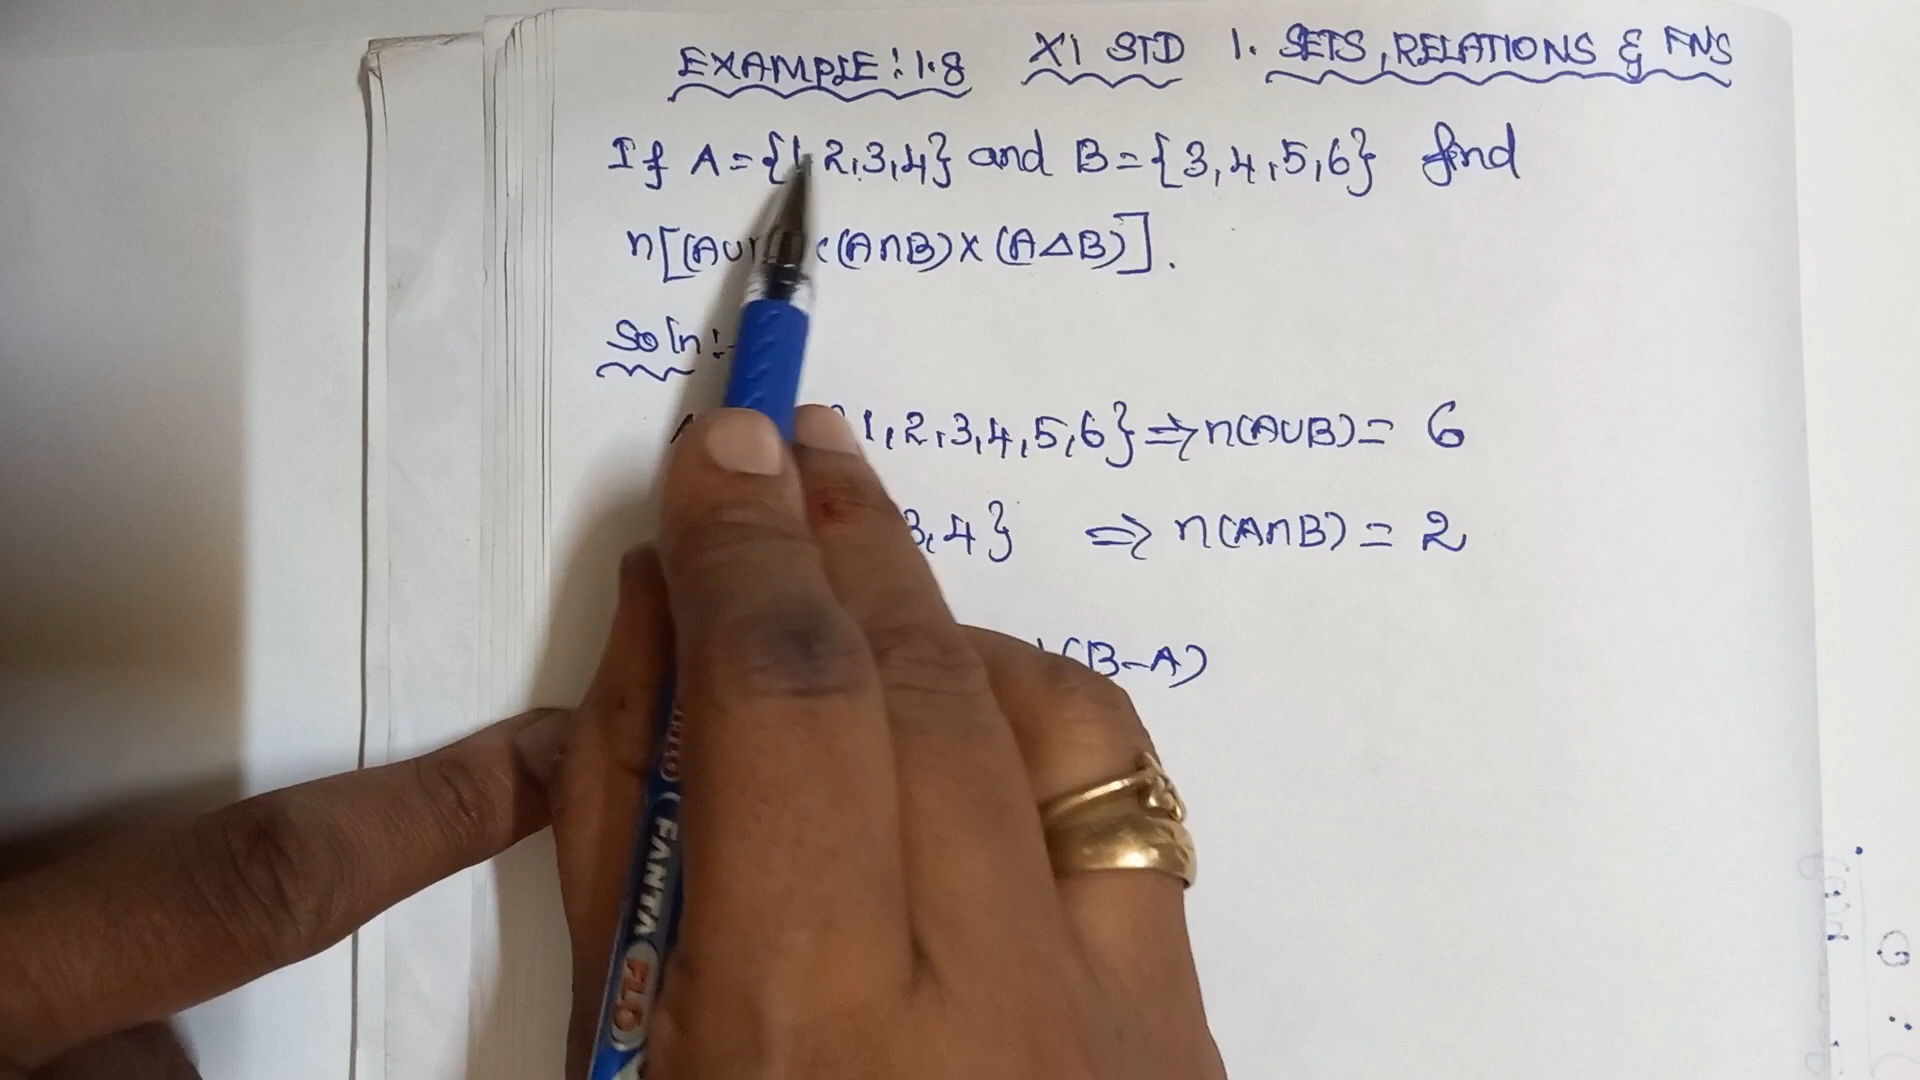 EXAMPLE: 1.8 XI STD 1. SETS, RELATIONS & FNS
If A = {1, 2, 3, 4} and B = {3, 4, 5, 6} find
n[(A∪ (A∩B) × (A∆B)].
Soln:-
1, 2, 3, 4, 5, 6} ⇒ n(A∪B) = 6
3, 4} ⇒ n(A∩B) = 2
(B-A)
FANTA FLO